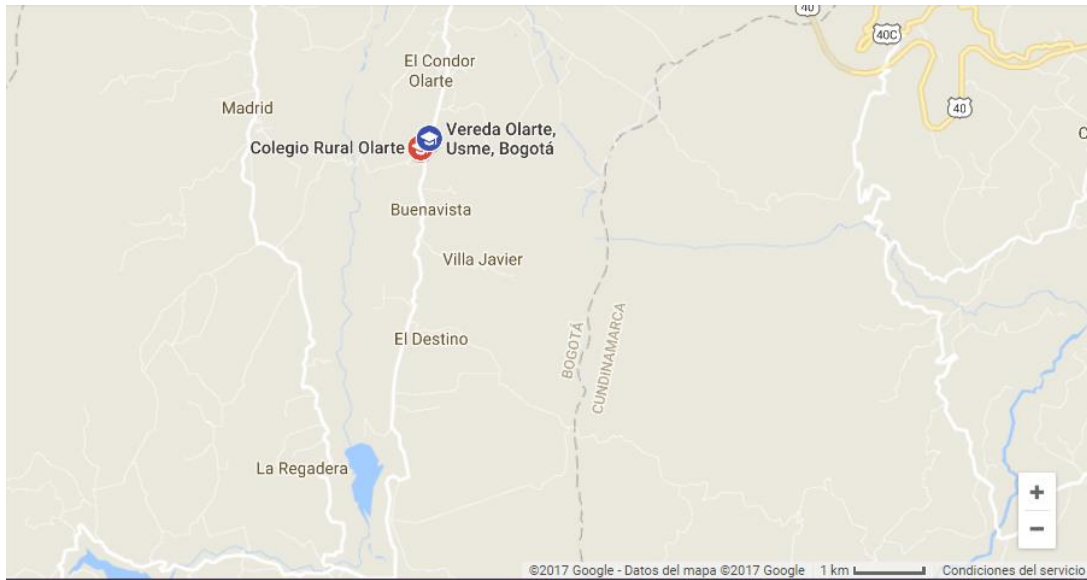 40
40C
El Condor
Olarte
Madrid
40
Vereda Olarte,
Usme, Bogotá
Colegio Rural Olarte
Buenavista
Villa Javier
El Destino
BOGOTÁ
CUNDINAMARCA
La Regadera
+
−
©2017 Google - Datos del mapa ©2017 Google
1 km
Condiciones del servicio